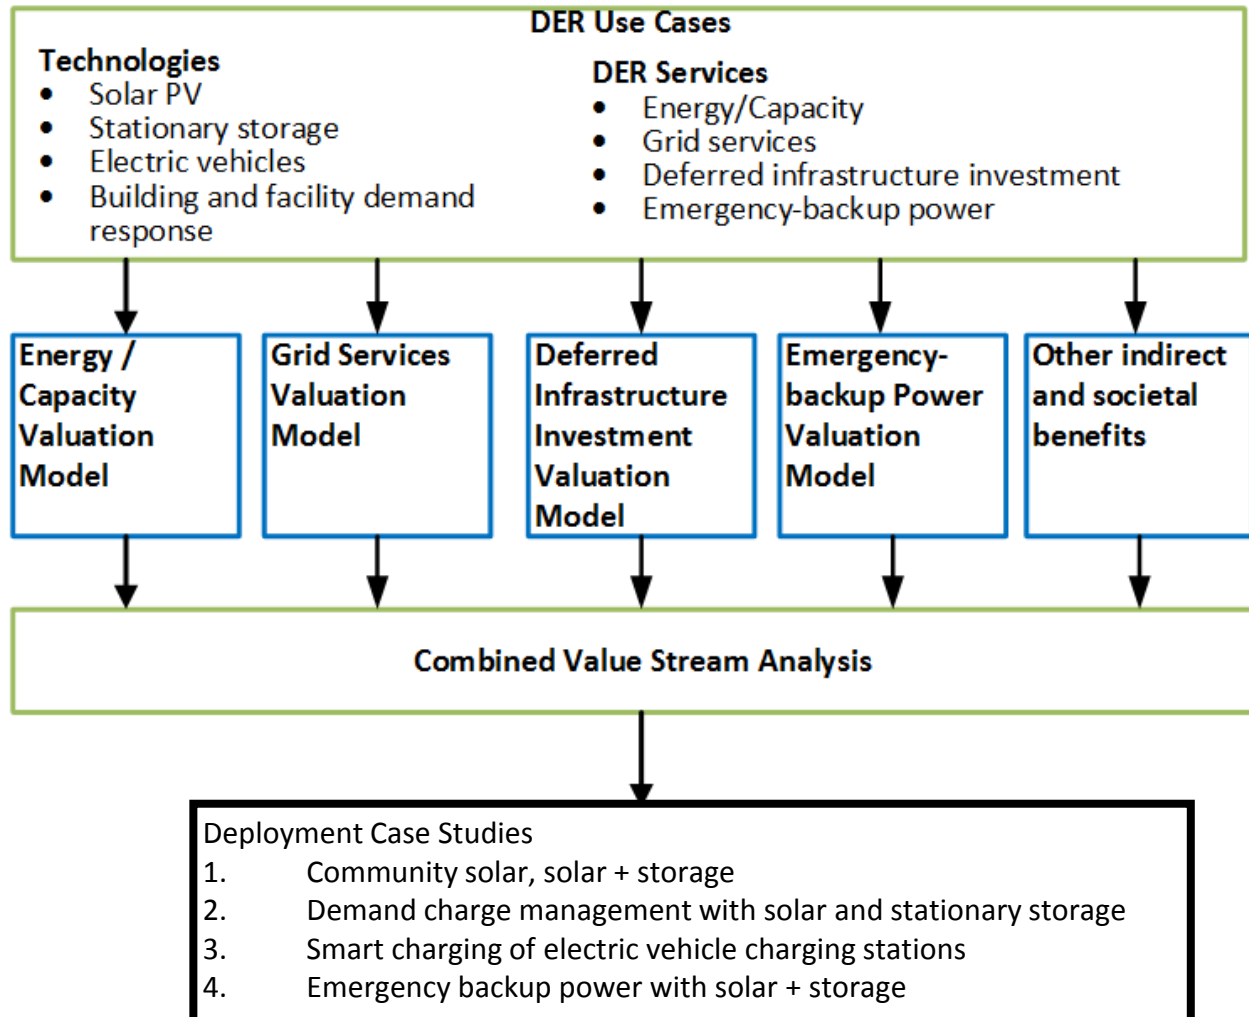 DER Use Cases
Technologies
• Solar PV
• Stationary storage
• Electric vehicles
• Building and facility demand
response
DER Services
• Energy/Capacity
• Grid services
• Deferred infrastructure investment
• Emergency-backup power
Energy /
Capacity
Valuation
Model
Grid Services
Valuation
Model
Deferred
Infrastructure
Investment
Valuation
Model
Emergency-
backup Power
Valuation
Model
Other indirect
and societal
benefits
Combined Value Stream Analysis
Deployment Case Studies
1. Community solar, solar + storage
2. Demand charge management with solar and stationary storage
3. Smart charging of electric vehicle charging stations
4. Emergency backup power with solar + storage